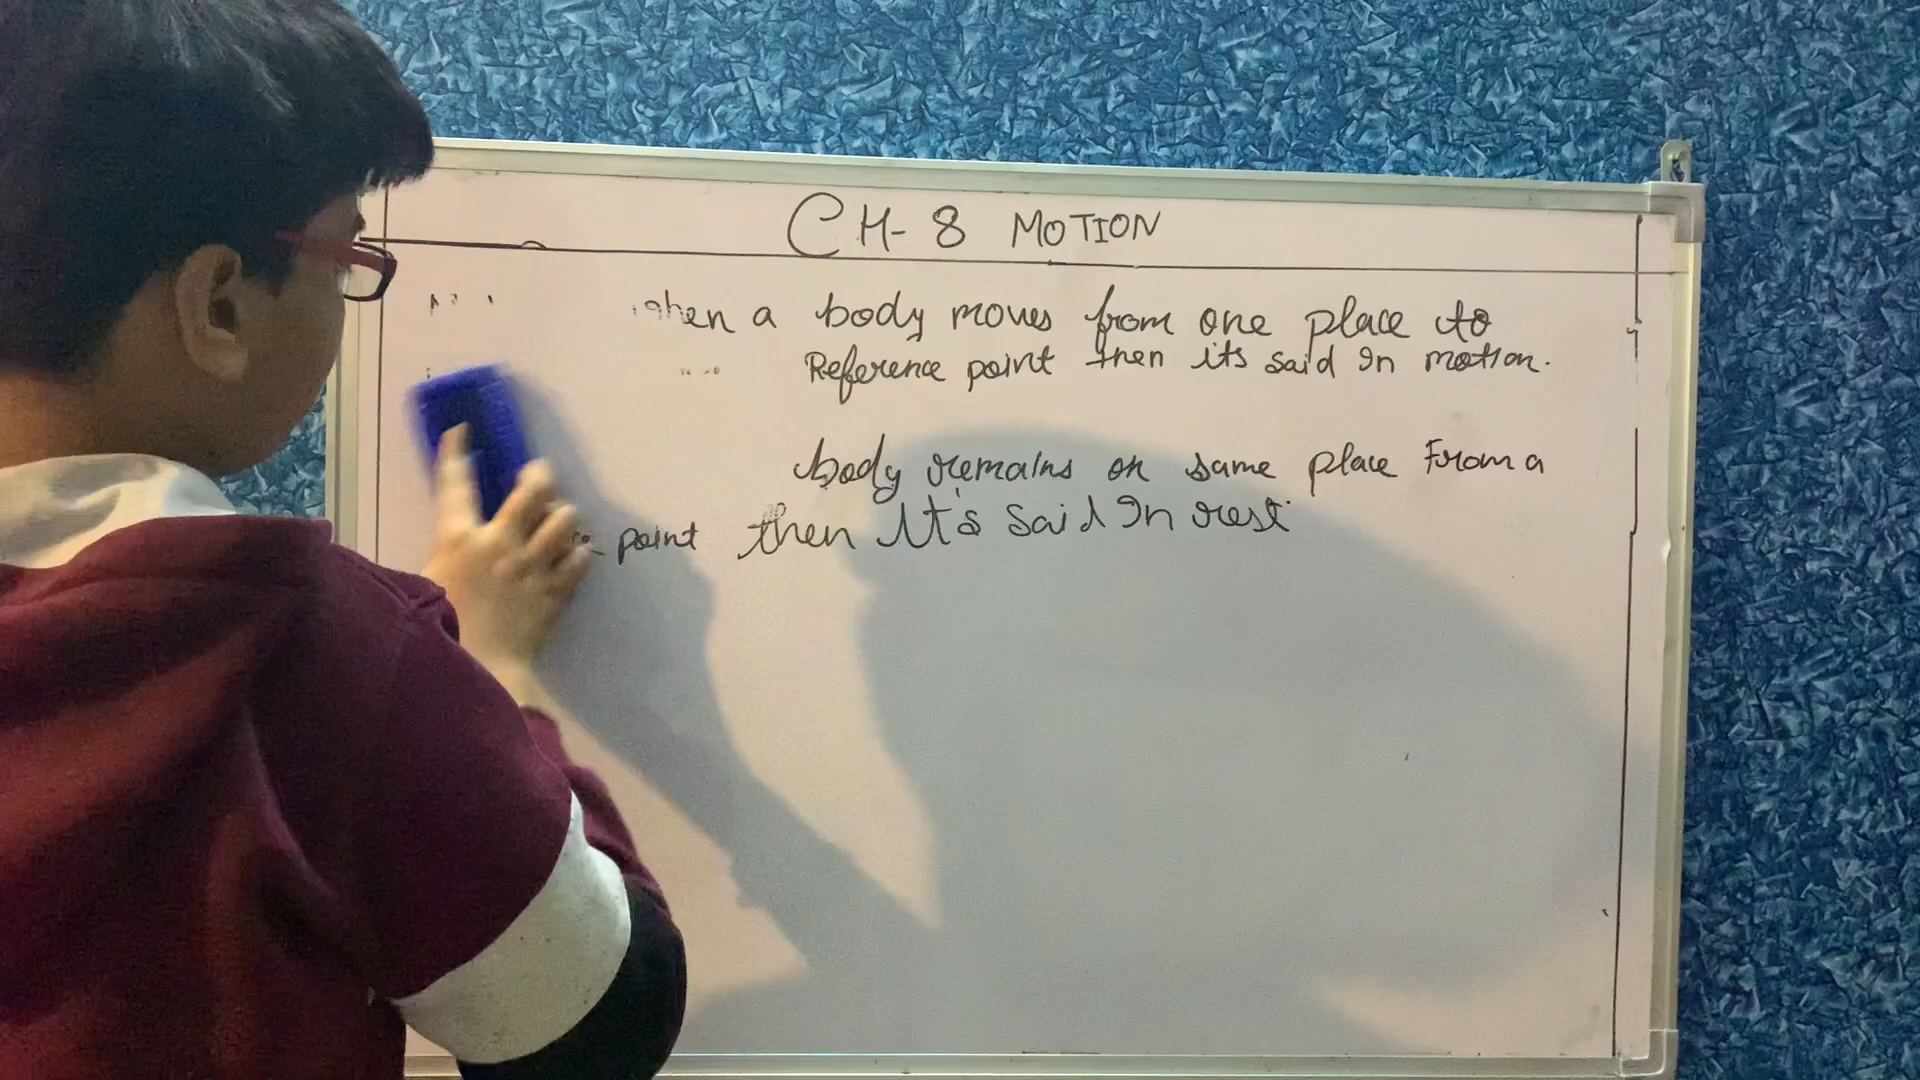 CH- 8 MOTION
when a body moves from one place to
Reference point then its said In motion.
body remains on same place From a
point then It's said In rest